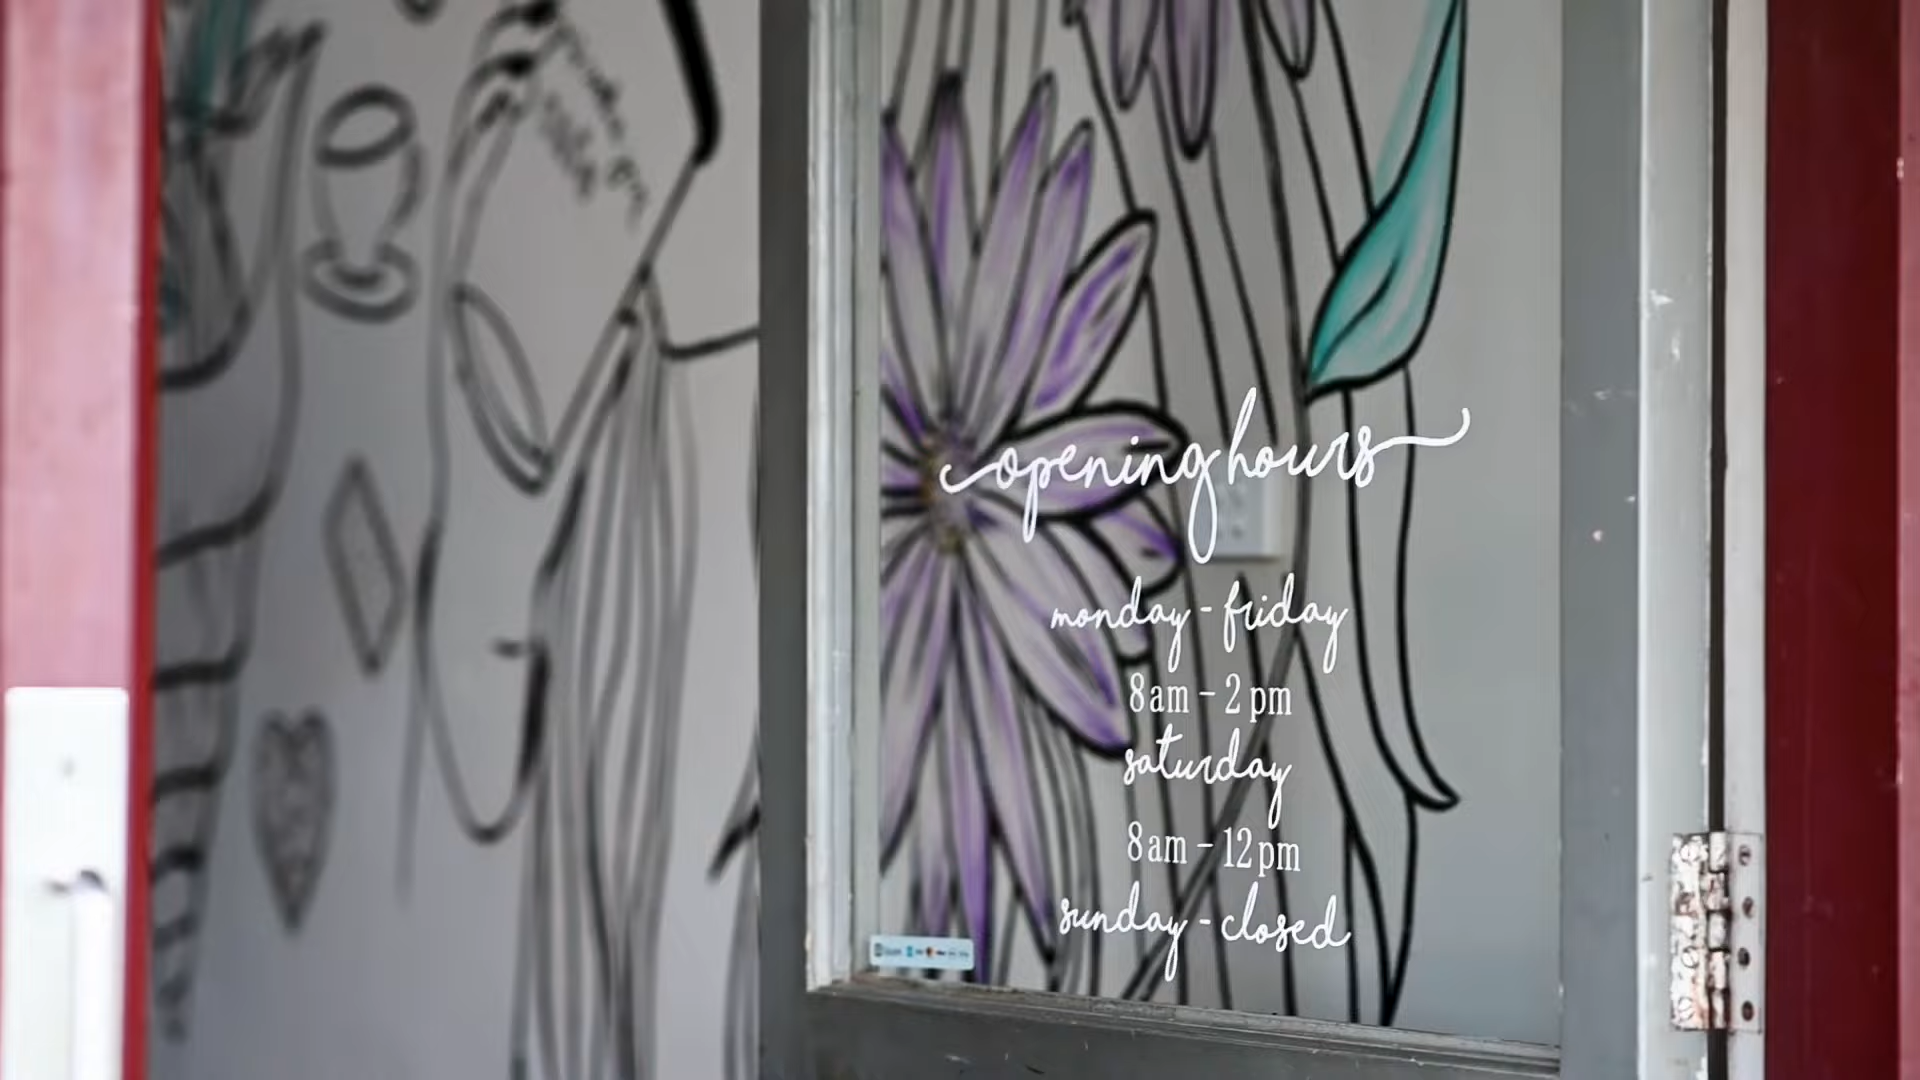 opening hours
monday - friday
8am - 2pm
saturday
8am - 12pm
sunday - closed